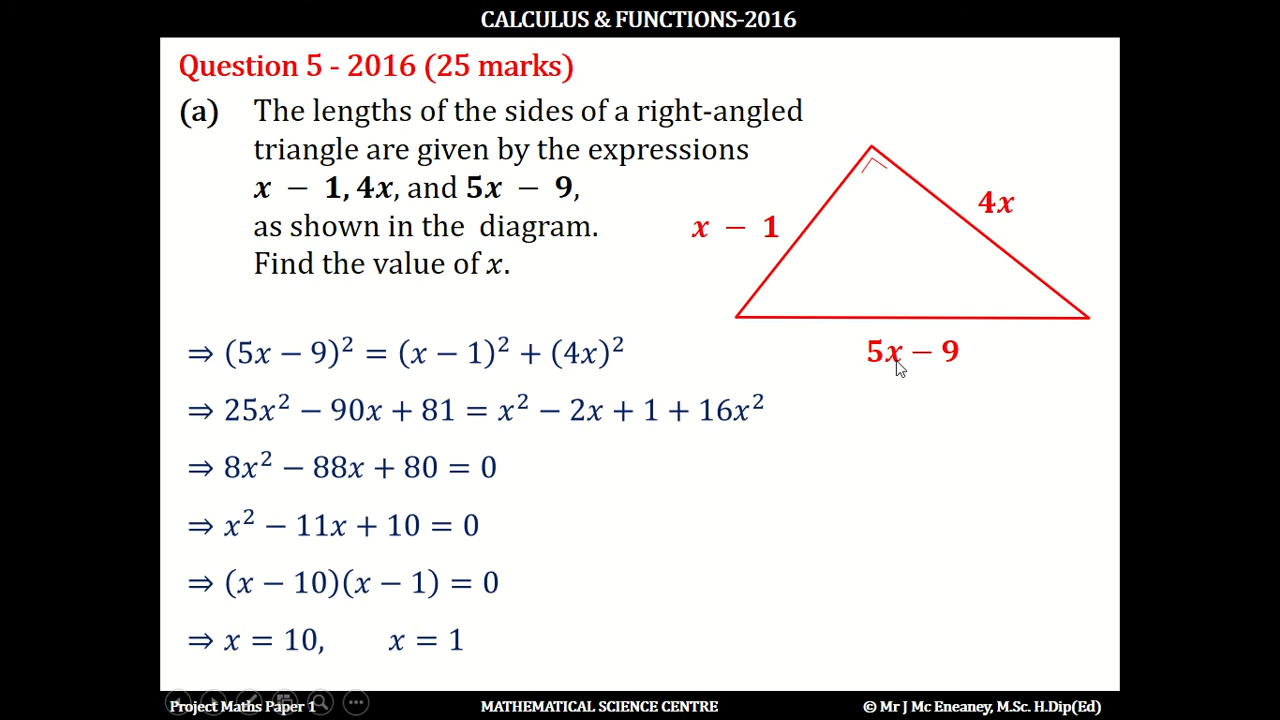 CALCULUS & FUNCTIONS-2016
Question 5 - 2016 (25 marks)
(a) The lengths of the sides of a right-angled
triangle are given by the expressions
x − 1, 4x, and 5x − 9,
as shown in the diagram.
Find the value of x.
x − 1
4x
5x − 9
⇒ (5x − 9)² = (x − 1)² + (4x)²
⇒ 25x² − 90x + 81 = x² − 2x + 1 + 16x²
⇒ 8x² − 88x + 80 = 0
⇒ x² − 11x + 10 = 0
⇒ (x − 10)(x − 1) = 0
⇒ x = 10, x = 1
Project Maths Paper 1 MATHEMATICAL SCIENCE CENTRE © Mr J Mc Eneaney, M.Sc. H.Dip(Ed)